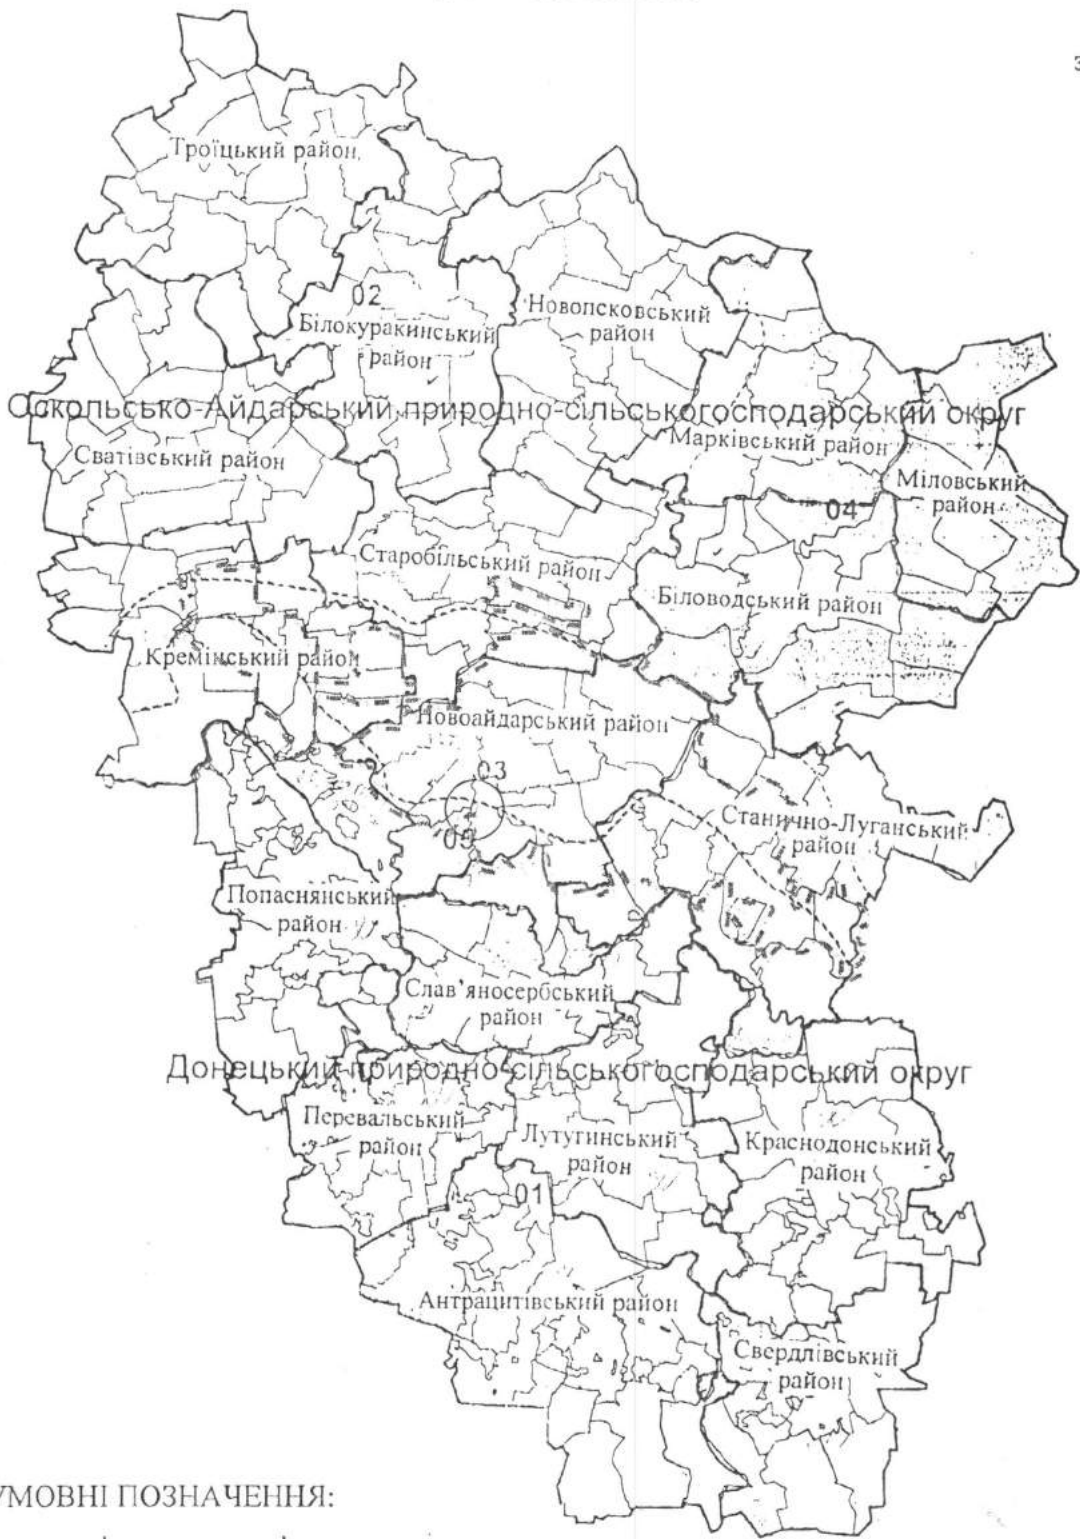 Троїцький район
02
Білокуракинський
район
Новопсковський
район
Оскольсько-Айдарський природно-сільськогосподарський округ
Марківський район
Сватівський район
Міловський
район
04
Старобільський район
Біловодський район
Кремінський район
Новоайдарський район
03
05
Станично-Луганський
район
Попаснянський
район
Слав'яносербський
район
Донецький природно-сільськогосподарський округ
Перевальський
район
Лутугинський
район
Краснодонський
район
01
Антрацитівський район
Свердлівський
район
УМОВНІ ПОЗНАЧЕННЯ: